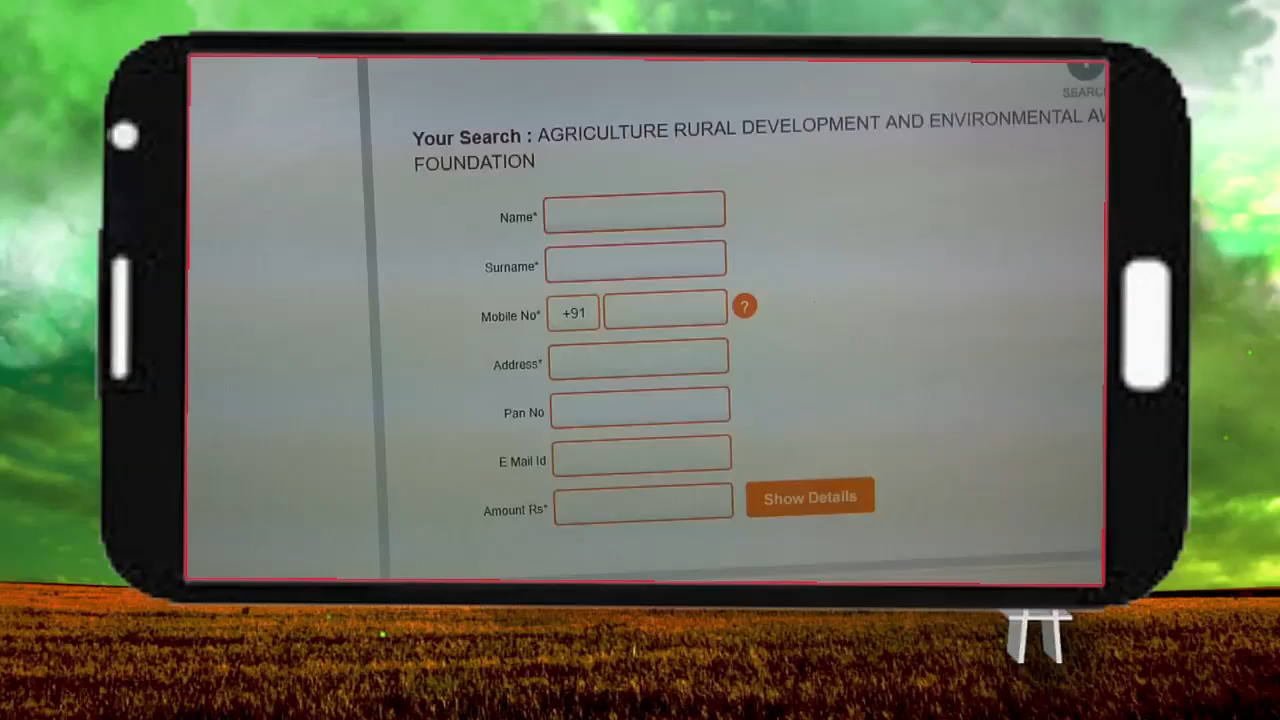 SEARC
Your Search : AGRICULTURE RURAL DEVELOPMENT AND ENVIRONMENTAL
FOUNDATION
Name*
Surname*
Mobile No* +91 ?
Address*
Pan No
E Mail Id
Amount Rs* Show Details